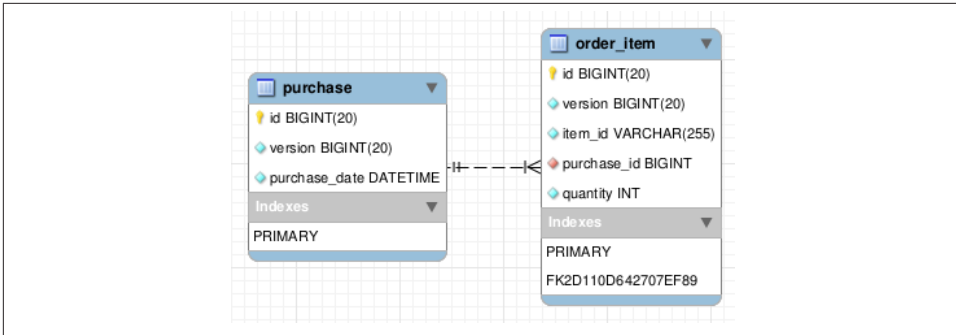 purchase
id BIGINT(20)
version BIGINT(20)
purchase_date DATETIME
Indexes
PRIMARY
order_item
id BIGINT(20)
version BIGINT(20)
item_id VARCHAR(255)
purchase_id BIGINT
quantity INT
Indexes
PRIMARY
FK2D110D642707EF89